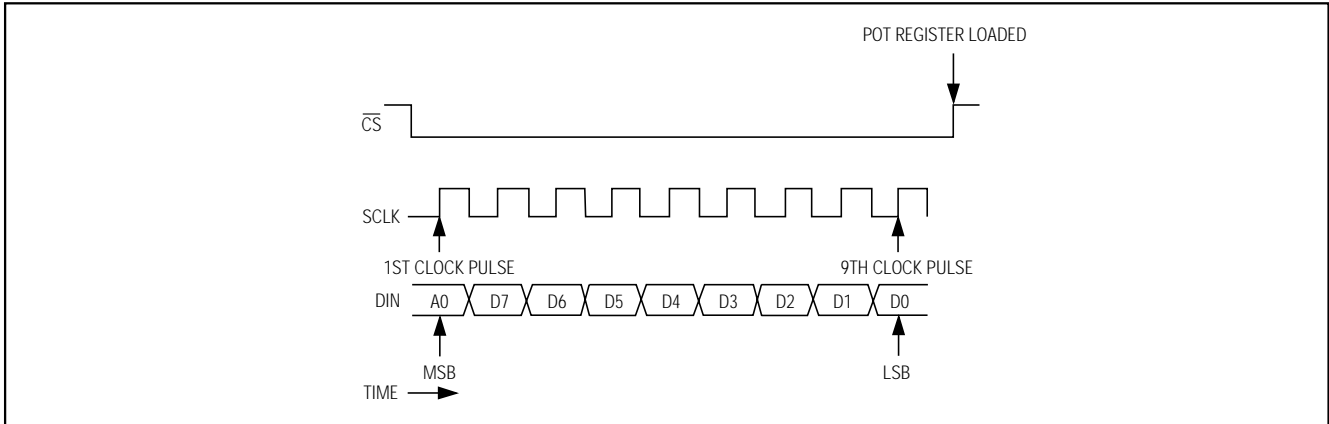 POT REGISTER LOADED
CS
SCLK
1ST CLOCK PULSE 9TH CLOCK PULSE
DIN A0 D7 D6 D5 D4 D3 D2 D1 D0
MSB LSB
TIME